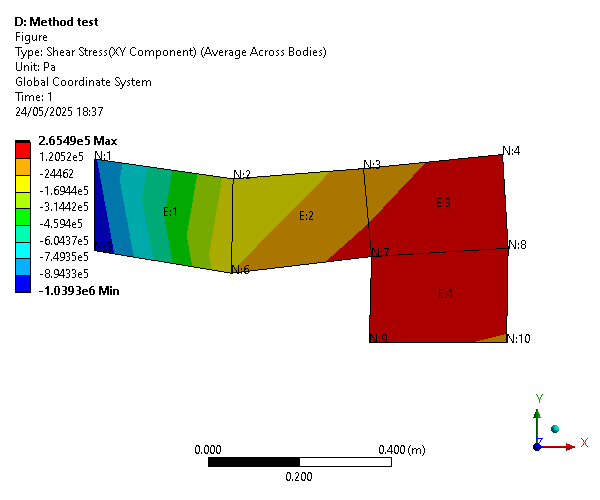 D: Method test
Figure
Type: Shear Stress(XY Component) (Average Across Bodies)
Unit: Pa
Global Coordinate System
Time: 1
24/05/2025 18:37
2.6549e5 Max
1.2052e5
-24462
-1.6944e5
-3.1442e5
-4.594e5
-6.0437e5
-7.4935e5
-8.9433e5
-1.0393e6 Min
N:1
N:2
N:3
N:4
E:1
E:2
E:3
N:6
N:7
N:8
E:4
N:9
N:10
0.000
0.400 (m)
0.200
Y
Z
X